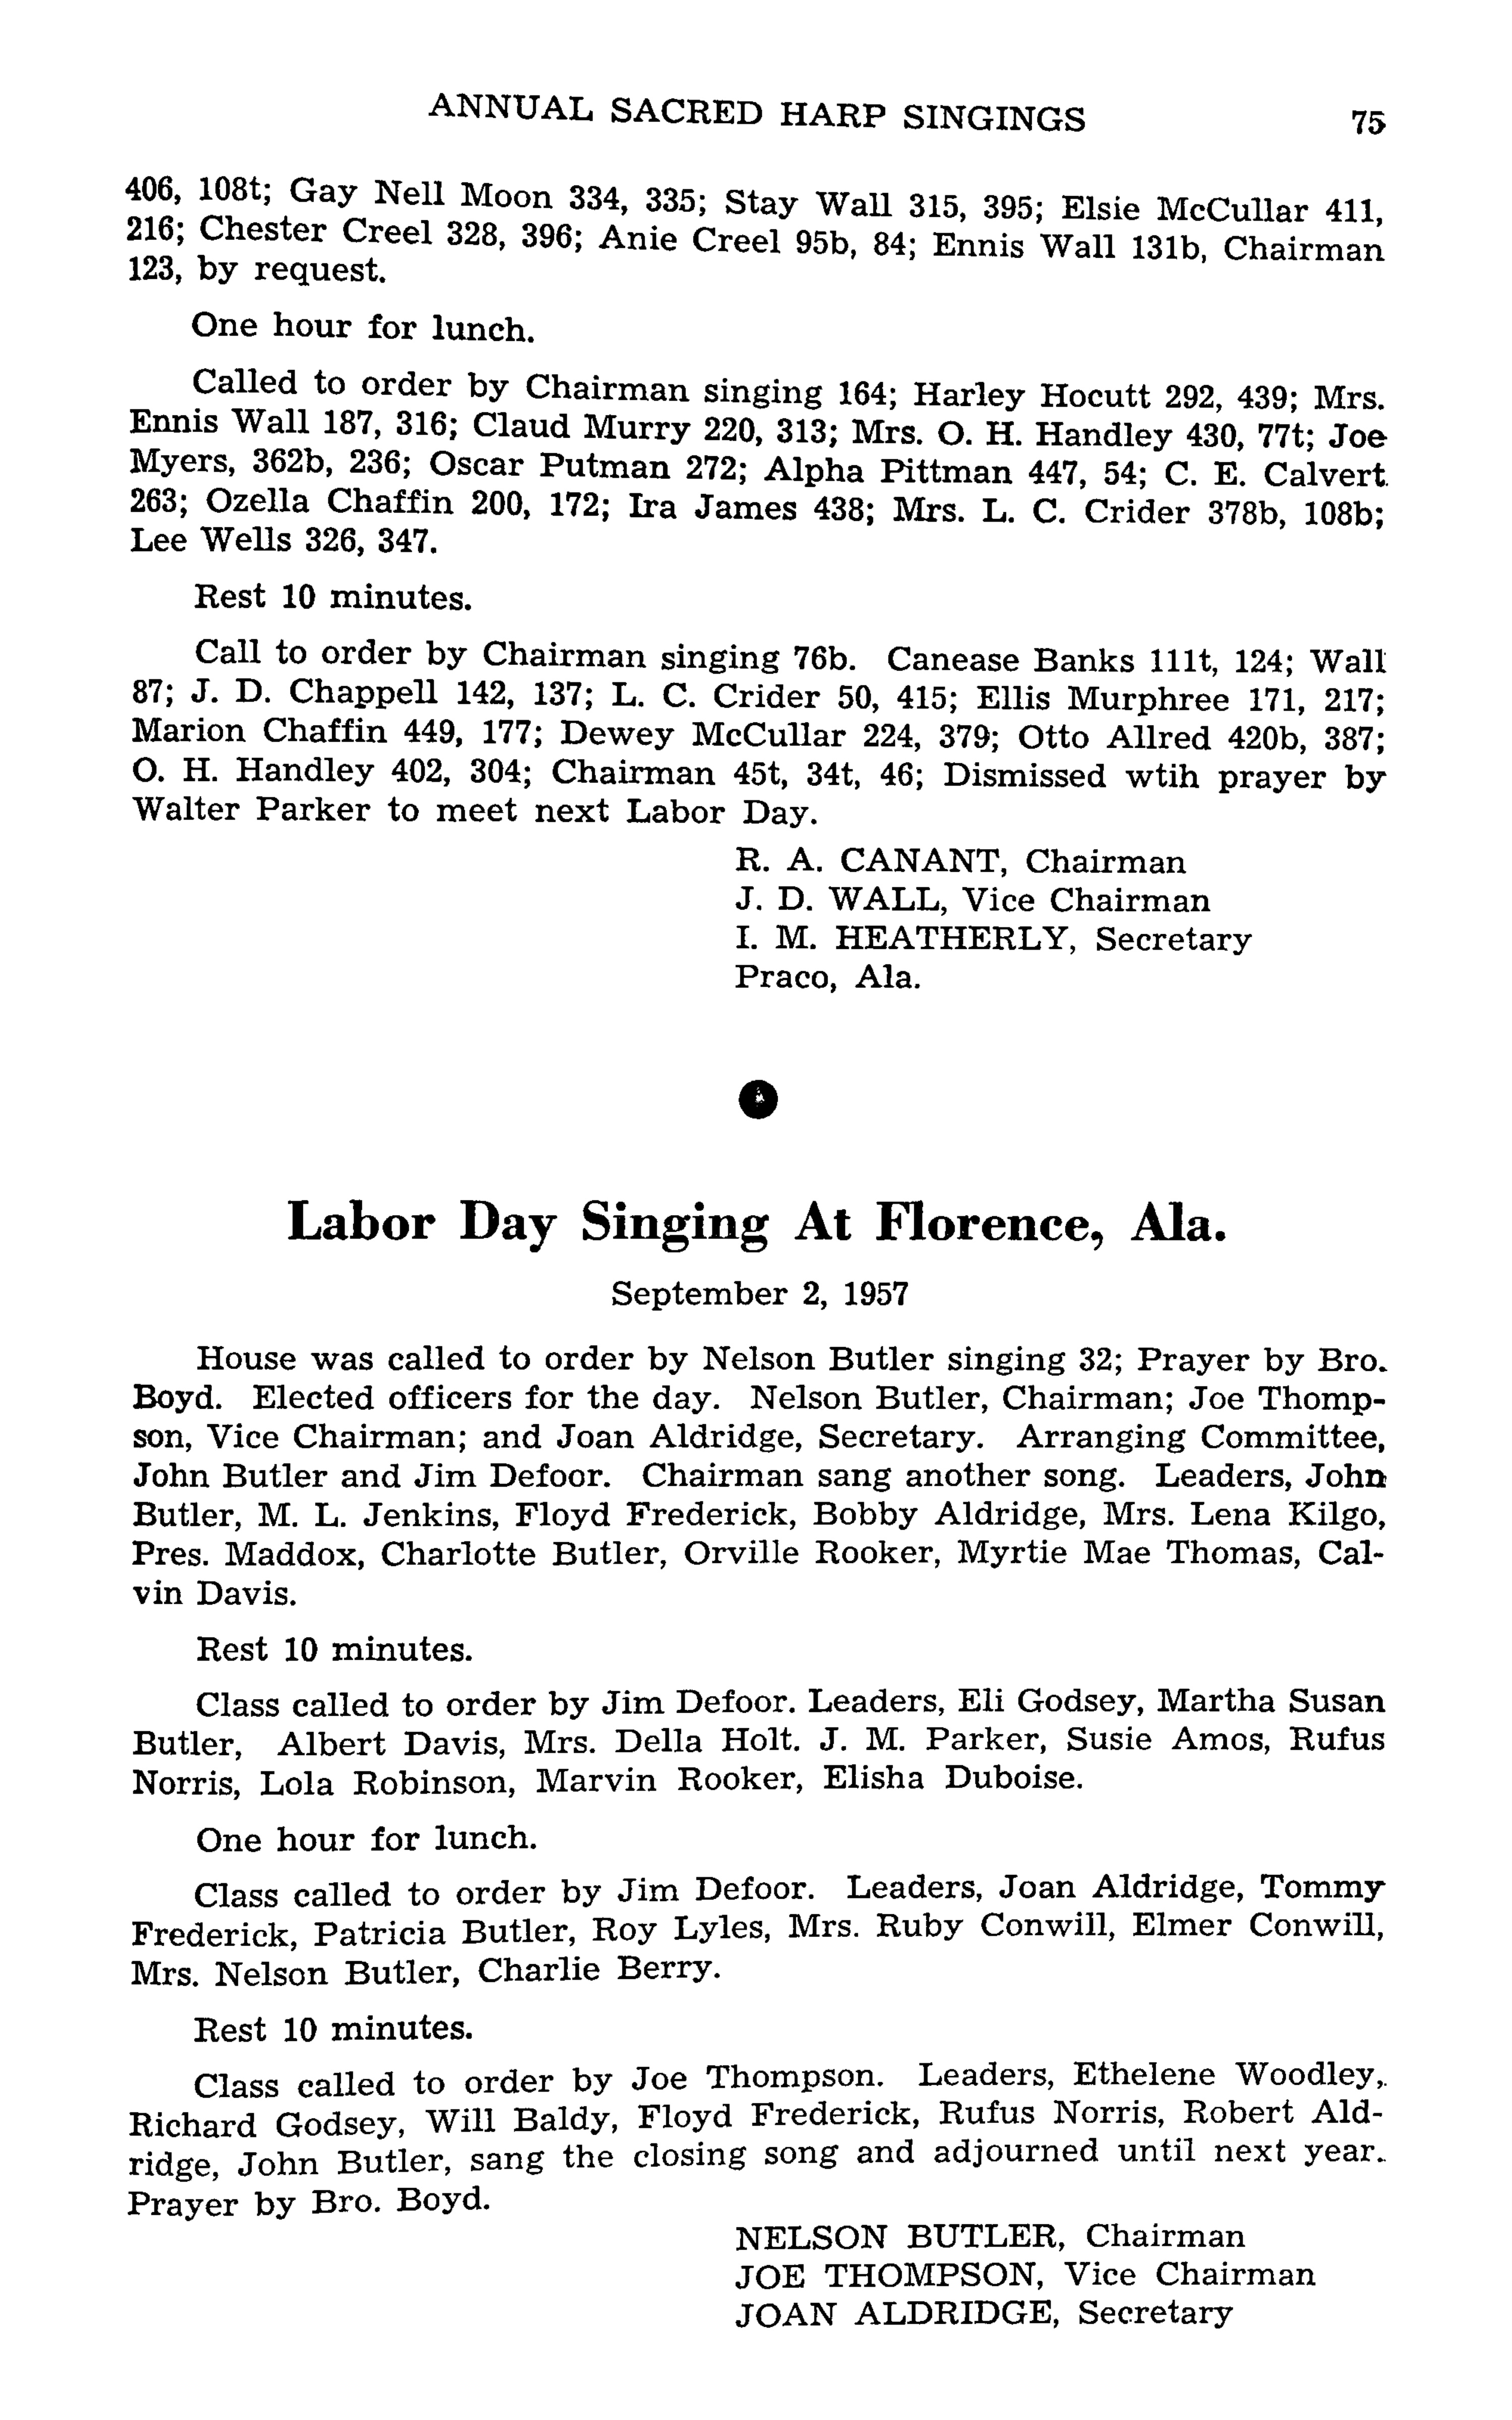 ANNUAL SACRED HARP SINGINGS 75
406, 108t; Gay Nell Moon 334, 335; Stay Wall 315, 395; Elsie McCullar 411,
216; Chester Creel 328, 396; Anie Creel 95b, 84; Ennis Wall 131b, Chairman
123, by request.
One hour for lunch.
Called to order by Chairman singing 164; Harley Hocutt 292, 439; Mrs.
Ennis Wall 187, 316; Claud Murry 220, 313; Mrs. O. H. Handley 430, 77t; Joe
Myers, 362b, 236; Oscar Putman 272; Alpha Pittman 447, 54; C. E. Calvert
263; Ozella Chaffin 200, 172; Ira James 438; Mrs. L. C. Crider 378b, 108b;
Lee Wells 326, 347.
Rest 10 minutes.
Call to order by Chairman singing 76b. Canease Banks 111t, 124; Wall
87; J. D. Chappell 142, 137; L. C. Crider 50, 415; Ellis Murphree 171, 217;
Marion Chaffin 449, 177; Dewey McCullar 224, 379; Otto Allred 420b, 387;
O. H. Handley 402, 304; Chairman 45t, 34t, 46; Dismissed wtih prayer by
Walter Parker to meet next Labor Day.
R. A. CANANT, Chairman
J. D. WALL, Vice Chairman
I. M. HEATHERLY, Secretary
Praco, Ala.
Labor Day Singing At Florence, Ala.
September 2, 1957
House was called to order by Nelson Butler singing 32; Prayer by Bro.
Boyd. Elected officers for the day. Nelson Butler, Chairman; Joe Thomp-
son, Vice Chairman; and Joan Aldridge, Secretary. Arranging Committee,
John Butler and Jim Defoor. Chairman sang another song. Leaders, John
Butler, M. L. Jenkins, Floyd Frederick, Bobby Aldridge, Mrs. Lena Kilgo,
Pres. Maddox, Charlotte Butler, Orville Rooker, Myrtie Mae Thomas, Cal-
vin Davis.
Rest 10 minutes.
Class called to order by Jim Defoor. Leaders, Eli Godsey, Martha Susan
Butler, Albert Davis, Mrs. Della Holt. J. M. Parker, Susie Amos, Rufus
Norris, Lola Robinson, Marvin Rooker, Elisha Duboise.
One hour for lunch.
Class called to order by Jim Defoor. Leaders, Joan Aldridge, Tommy
Frederick, Patricia Butler, Roy Lyles, Mrs. Ruby Conwill, Elmer Conwill,
Mrs. Nelson Butler, Charlie Berry.
Rest 10 minutes.
Class called to order by Joe Thompson. Leaders, Ethelene Woodley,
Richard Godsey, Will Baldy, Floyd Frederick, Rufus Norris, Robert Ald-
ridge, John Butler, sang the closing song and adjourned until next year.
Prayer by Bro. Boyd.
NELSON BUTLER, Chairman
JOE THOMPSON, Vice Chairman
JOAN ALDRIDGE, Secretary